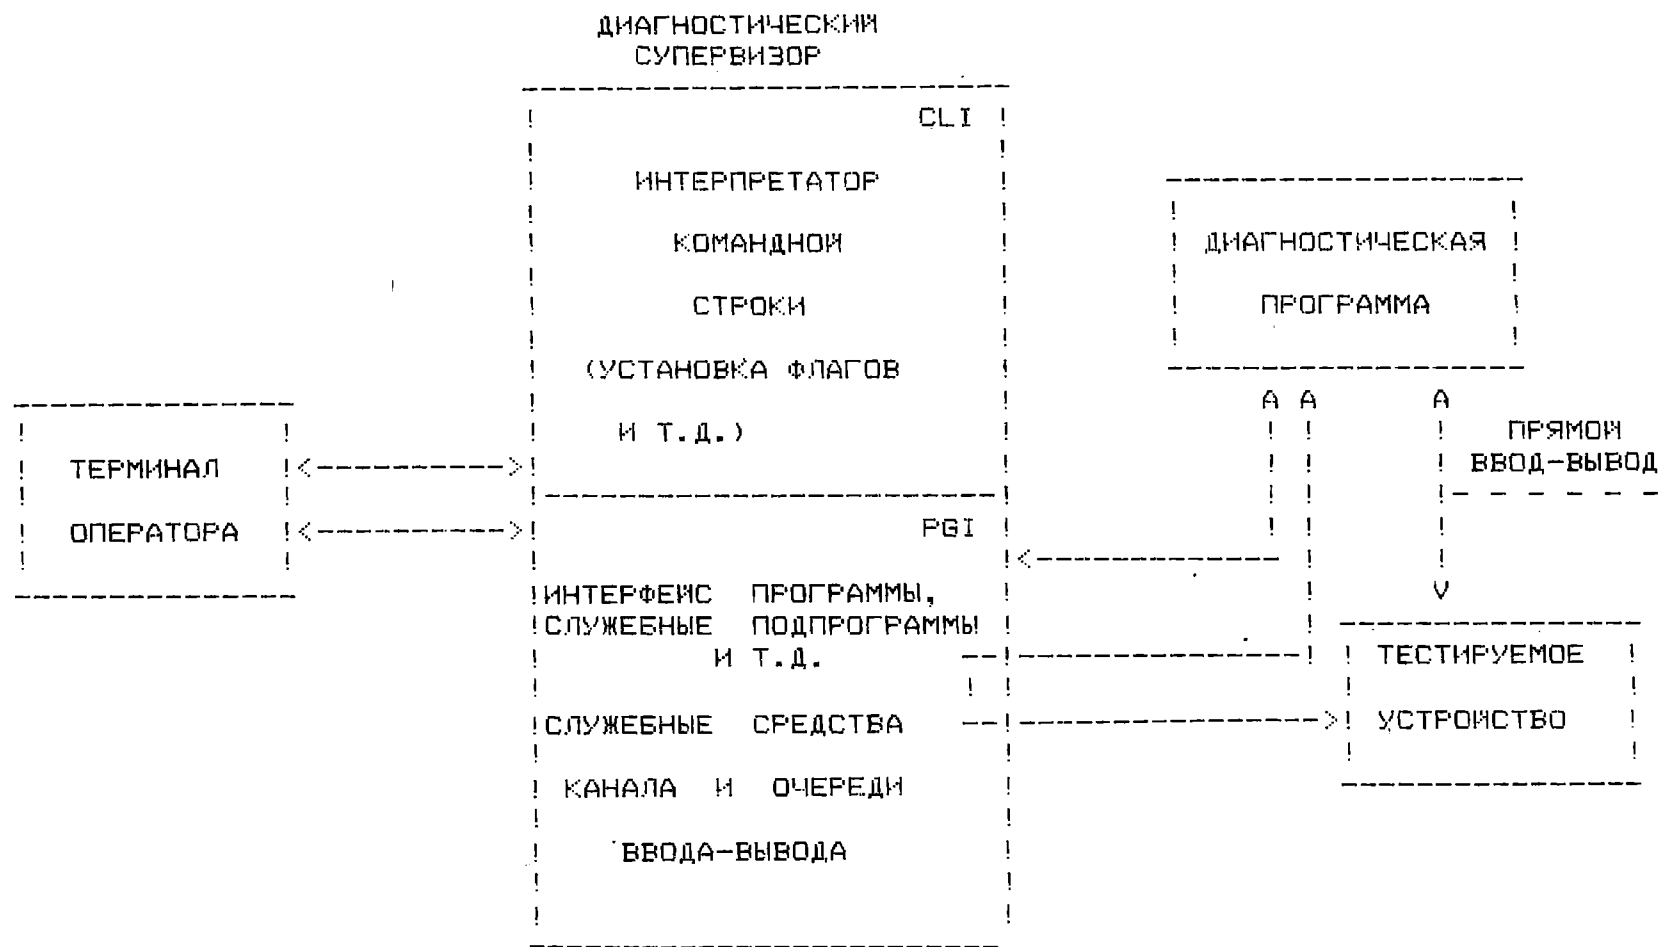 ДИАГНОСТИЧЕСКИЙ
СУПЕРВИЗОР
CLI
ИНТЕРПРЕТАТОР
КОМАНДНОЙ
СТРОКИ
(УСТАНОВКА ФЛАГОВ
И Т.Д.)
ТЕРМИНАЛ
ОПЕРАТОРА
PGI
ИНТЕРФЕЙС ПРОГРАММЫ,
СЛУЖЕБНЫЕ ПОДПРОГРАММЫ
И Т.Д.
СЛУЖЕБНЫЕ СРЕДСТВА
КАНАЛА И ОЧЕРЕДИ
ВВОДА-ВЫВОДА
ДИАГНОСТИЧЕСКАЯ
ПРОГРАММА
ПРЯМОЙ
ВВОД-ВЫВОД
ТЕСТИРУЕМОЕ
УСТРОЙСТВО